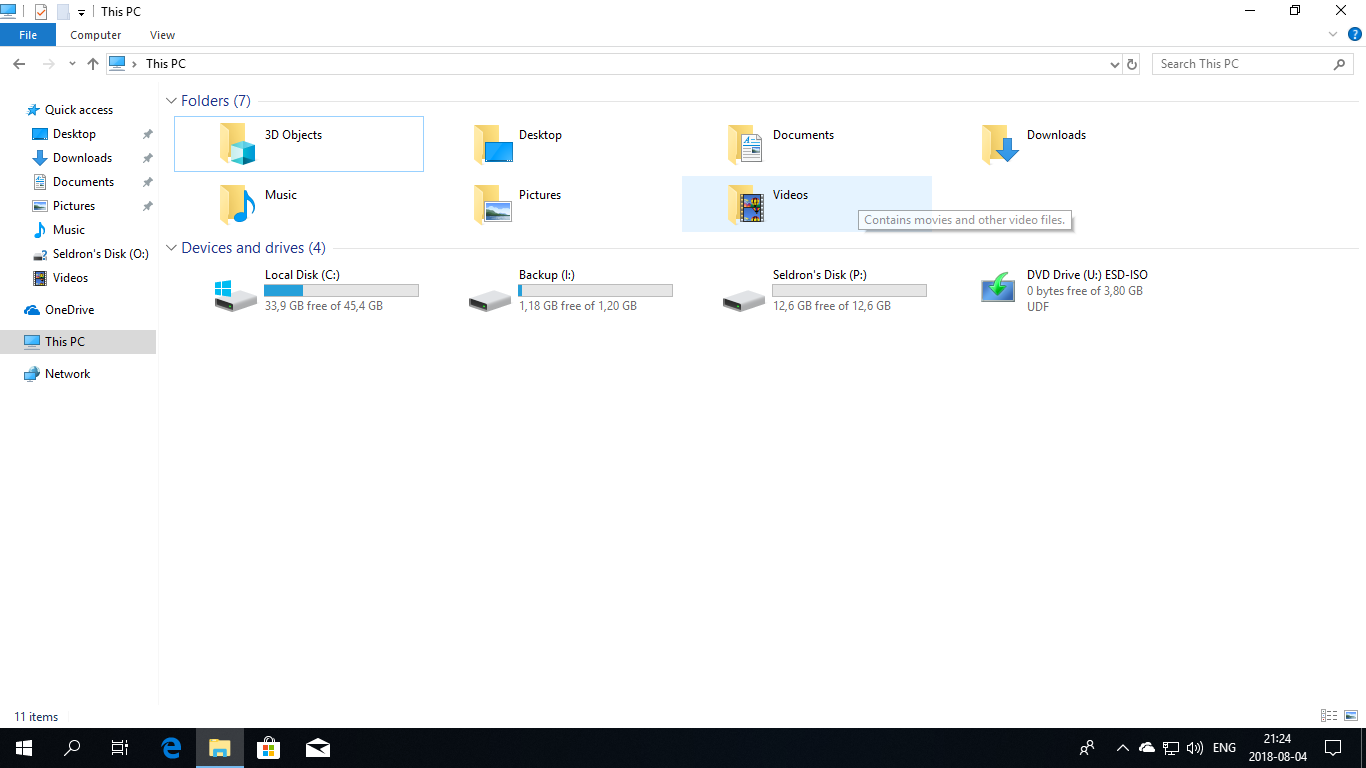 This PC
File Computer View
This PC
Search This PC
Quick access
Desktop
Downloads
Documents
Pictures
Music
Seldron's Disk (O:)
Videos
OneDrive
This PC
Network
Folders (7)
3D Objects
Desktop
Documents
Downloads
Music
Pictures
Videos
Contains movies and other video files.
Devices and drives (4)
Local Disk (C:)
33,9 GB free of 45,4 GB
Backup (I:)
1,18 GB free of 1,20 GB
Seldron's Disk (P:)
12,6 GB free of 12,6 GB
DVD Drive (U:) ESD-ISO
0 bytes free of 3,80 GB
UDF
11 items
ENG
21:24
2018-08-04